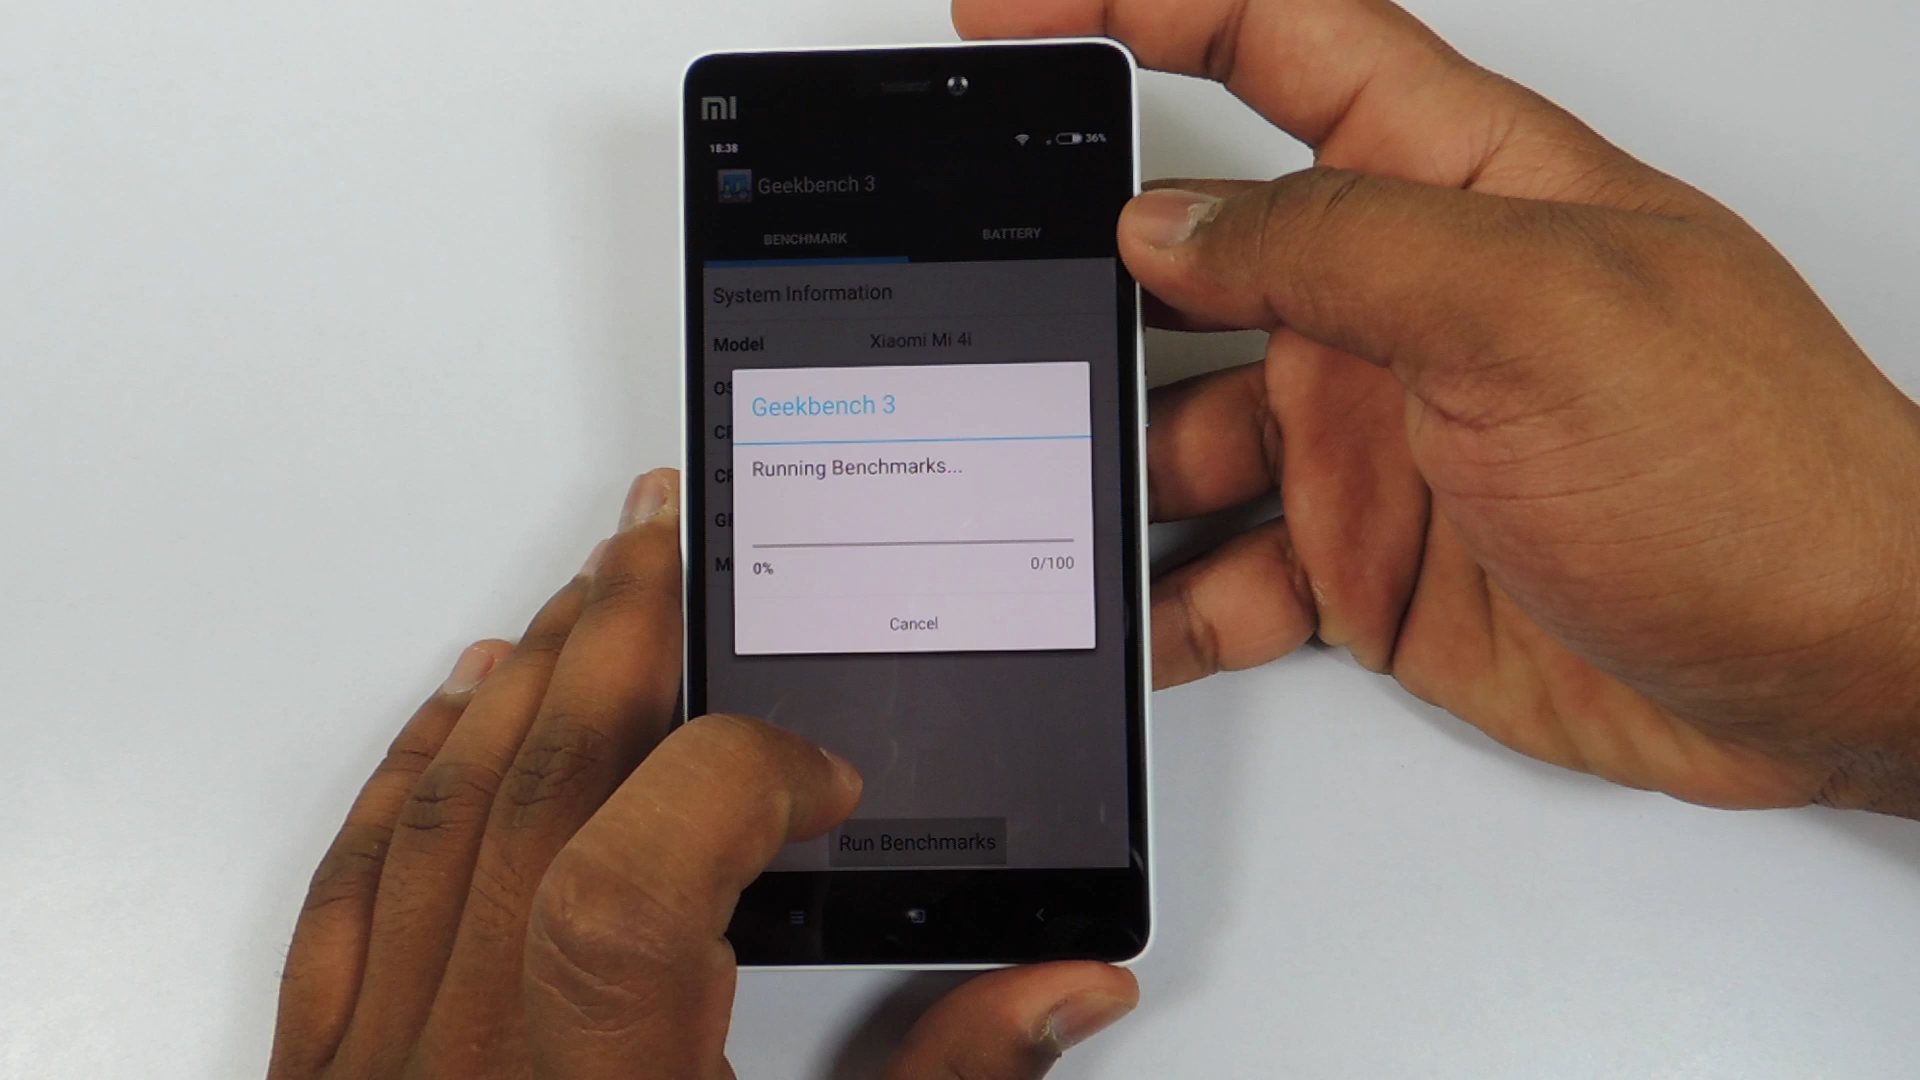 mi
18:38
36%
Geekbench 3
BENCHMARK
BATTERY
System Information
Model
Xiaomi Mi 4i
Geekbench 3
Running Benchmarks...
0%
0/100
Cancel
Run Benchmarks